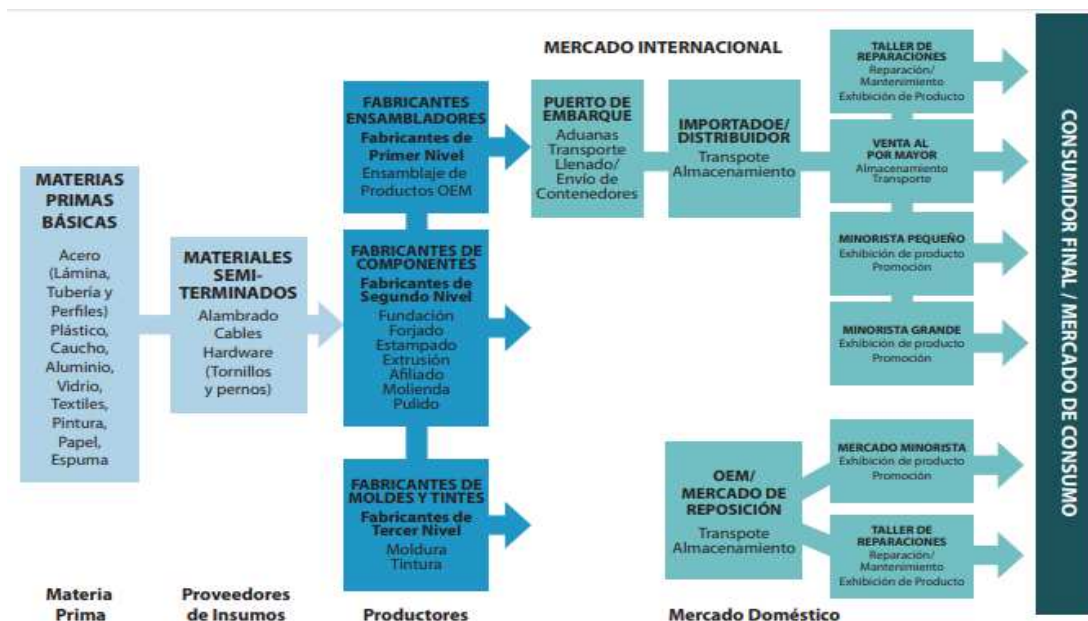 MATERIAS
PRIMAS
BÁSICAS
Acero
(Lámina,
Tubería y
Perfiles)
Plástico,
Caucho,
Aluminio,
Vidrio,
Textiles,
Pintura,
Papel,
Espuma
MATERIALES
SEMI-
TERMINADOS
Alambrado
Cables
Hardware
(Tornillos
y pernos)
FABRICANTES
ENSAMBLADORES
Fabricantes de
Primer Nivel
Ensamblaje de
Productos OEM
FABRICANTES DE
COMPONENTES
Fabricantes de
Segundo Nivel
Fundación
Forjado
Estampado
Extrusión
Afiliado
Molienda
Pulido
FABRICANTES DE
MOLDES Y TINTES
Fabricantes de
Tercer Nivel
Moldura
Tintura
MERCADO INTERNACIONAL
PUERTO DE
EMBARQUE
Aduanas
Transporte
Llenado/
Envío de
Contenedores
IMPORTADOE/
DISTRIBUIDOR
Transpote
Almacenamiento
TALLER DE
REPARACIONES
Reparación/
Mantenimiento
Exhibición de Producto
VENTA AL
POR MAYOR
Almacenamiento
Transporte
MINORISTA PEQUEÑO
Exhibición de producto
Promoción
MINORISTA GRANDE
Exhibición de producto
Promoción
OEM/
MERCADO DE
REPOSICIÓN
Transpote
Almacenamiento
MERCADO MINORISTA
Exhibición de producto
Promoción
TALLER DE
REPARACIONES
Reparación/
Mantenimiento
Exhibición de Producto
CONSUMIDOR FINAL / MERCADO DE CONSUMO
Materia
Prima
Proveedores
de Insumos
Productores
Mercado Doméstico